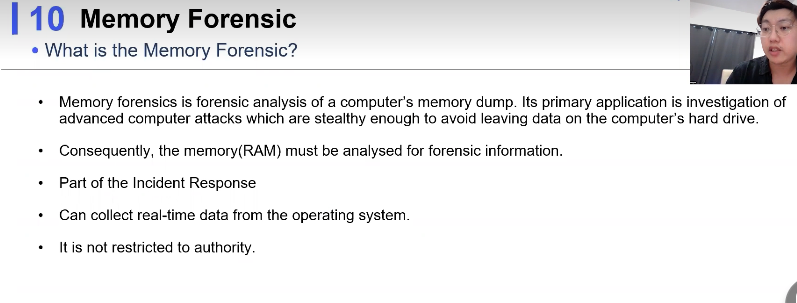 10 Memory Forensic
• What is the Memory Forensic?
• Memory forensics is forensic analysis of a computer's memory dump. Its primary application is investigation of
advanced computer attacks which are stealthy enough to avoid leaving data on the computer's hard drive.
• Consequently, the memory(RAM) must be analysed for forensic information.
• Part of the Incident Response
• Can collect real-time data from the operating system.
• It is not restricted to authority.